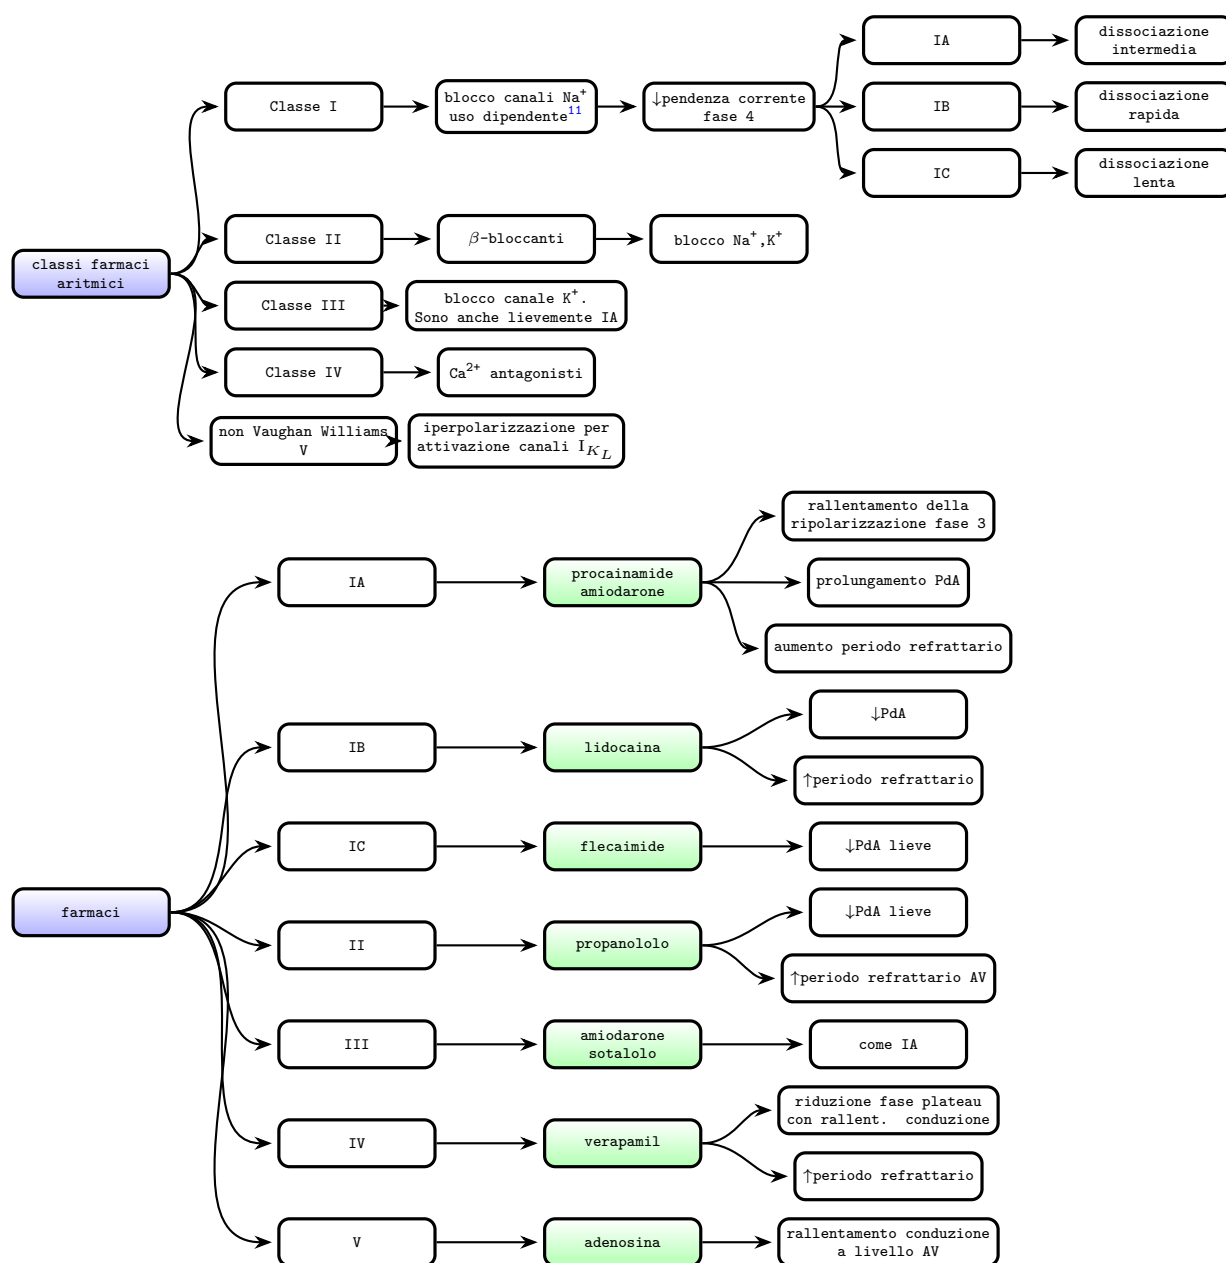 classi farmaci
aritmici
Classe I
blocco canali Na⁺
uso dipendente¹¹
↓pendenza corrente
fase 4
IA
dissociazione
intermedia
IB
dissociazione
rapida
IC
dissociazione
lenta
Classe II
β-bloccanti
blocco Na⁺,K⁺
Classe III
blocco canale K⁺.
Sono anche lievemente IA
Classe IV
Ca²⁺ antagonisti
non Vaughan Williams
V
iperpolarizzazione per
attivazione canali I_{K_L}
farmaci
IA
procainamide
amiodarone
rallentamento della
ripolarizzazione fase 3
prolungamento PdA
aumento periodo refrattario
IB
lidocaina
↓PdA
↑periodo refrattario
IC
flecaimide
↓PdA lieve
II
propanololo
↓PdA lieve
↑periodo refrattario AV
III
amiodarone
sotalolo
come IA
IV
verapamil
riduzione fase plateau
con rallent. conduzione
↑periodo refrattario
V
adenosina
rallentamento conduzione
a livello AV